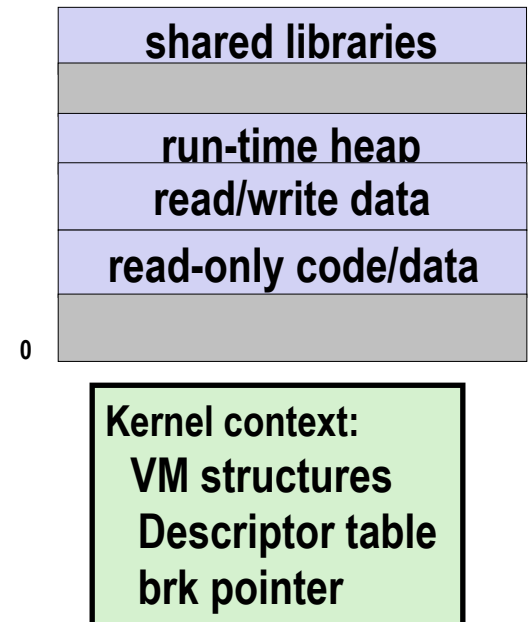 shared libraries
run-time heap
read/write data
read-only code/data
0
Kernel context:
VM structures
Descriptor table
brk pointer